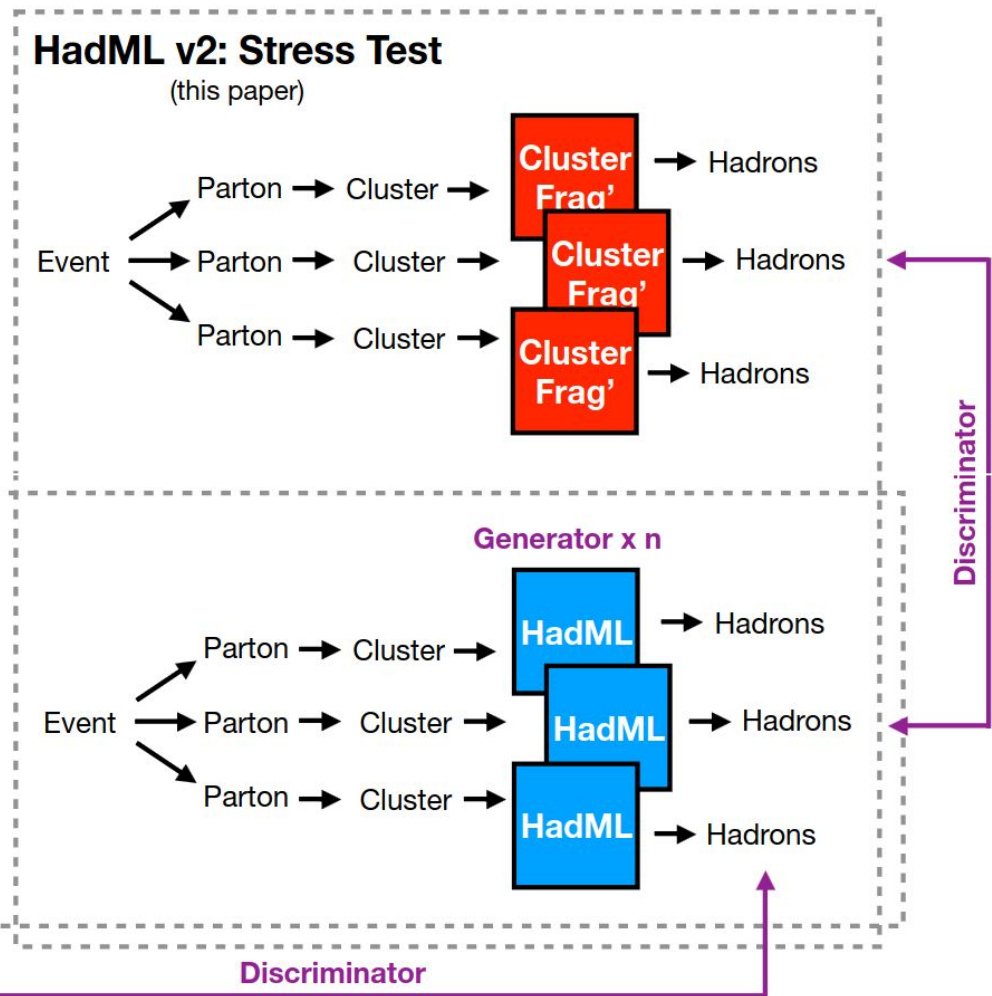 HadML v2: Stress Test
(this paper)
Parton Cluster Cluster Frag' Hadrons
Event Parton Cluster Cluster Frag' Hadrons
Parton Cluster Cluster Frag' Hadrons
Discriminator
Generator x n
Parton Cluster HadML Hadrons
Event Parton Cluster HadML Hadrons
Parton Cluster HadML Hadrons
Discriminator